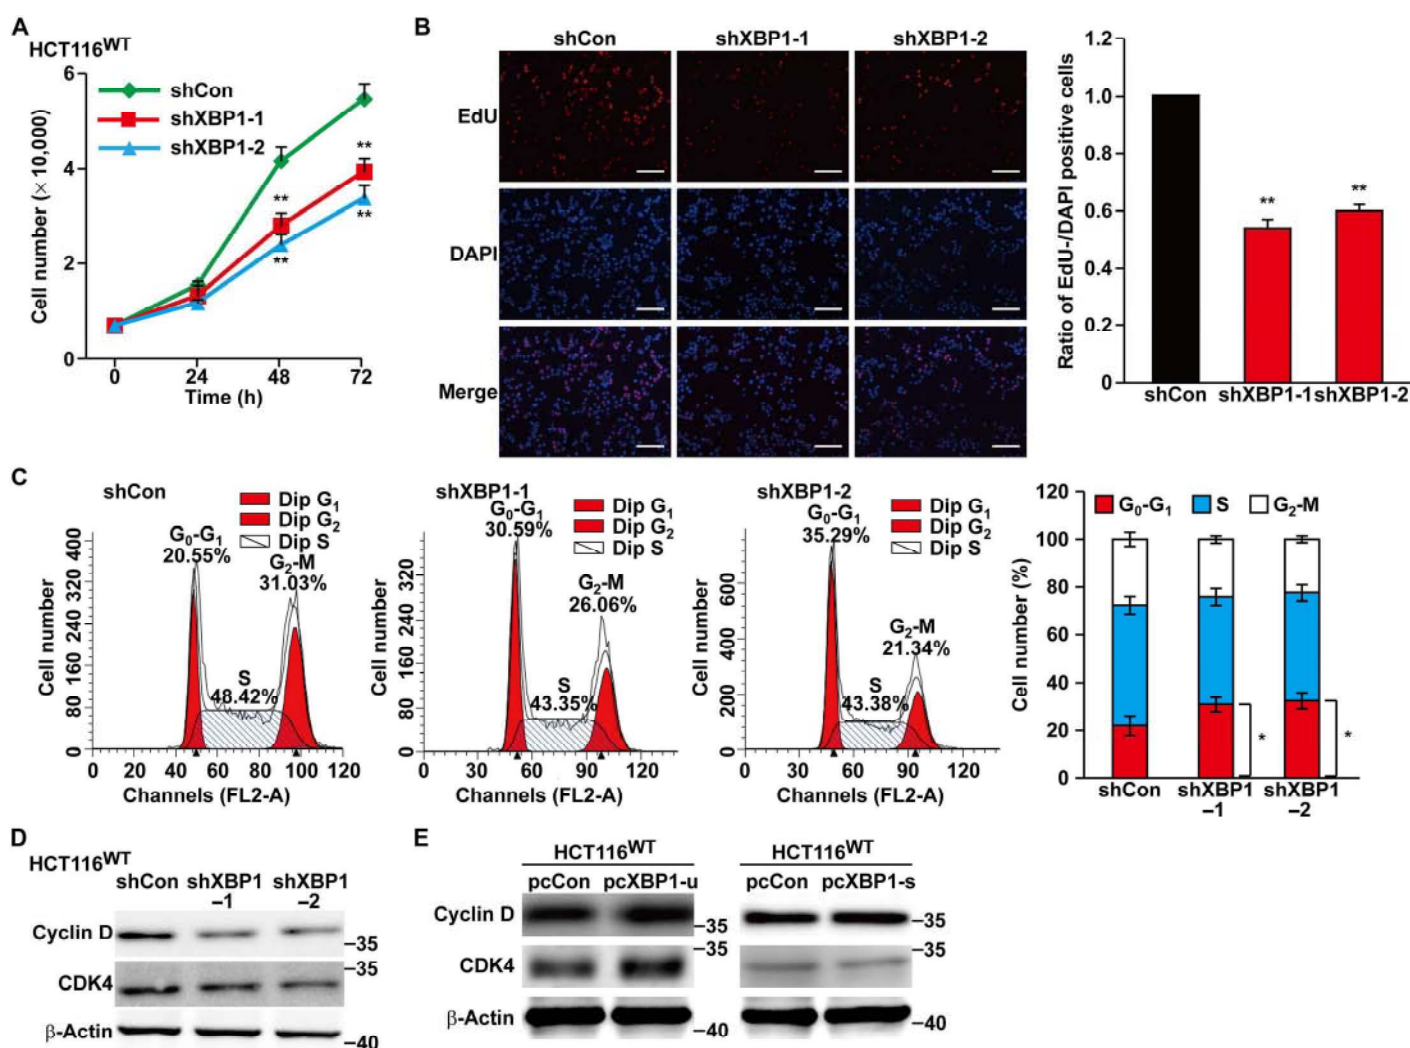 A
HCT116WT
shCon
shXBP1-1
shXBP1-2
Cell number (× 10,000)
6
4
2
0
0 24 48 72
Time (h)
**
**
**
**
B
shCon shXBP1-1 shXBP1-2
EdU
DAPI
Merge
Ratio of EdU-/DAPI positive cells
1.2
1.0
0.8
0.6
0.4
0.2
0
**
**
shCon shXBP1-1 shXBP1-2
C
shCon
Dip G1
Dip G2
Dip S
G0-G1
20.55%
G2-M
31.03%
S
48.42%
Cell number
400
320
240
160
80
0
0 20 40 60 80 100 120
Channels (FL2-A)
shXBP1-1
Dip G1
Dip G2
Dip S
G0-G1
30.59%
G2-M
26.06%
S
43.35%
Cell number
320
240
160
80
0
0 30 60 90 120
Channels (FL2-A)
shXBP1-2
Dip G1
Dip G2
Dip S
G0-G1
35.29%
G2-M
21.34%
S
43.38%
Cell number
600
400
200
0
0 30 60 90 120
Channels (FL2-A)
G0-G1 S G2-M
Cell number (%)
120
100
80
60
40
20
0
*
*
shCon shXBP1 shXBP1
–1 –2
D
HCT116WT
shCon shXBP1 shXBP1
–1 –2
Cyclin D
–35
–35
CDK4
β-Actin
–40
E
HCT116WT HCT116WT
pcCon pcXBP1-u pcCon pcXBP1-s
Cyclin D
–35 –35
–35 –35
CDK4
β-Actin
–40 –40